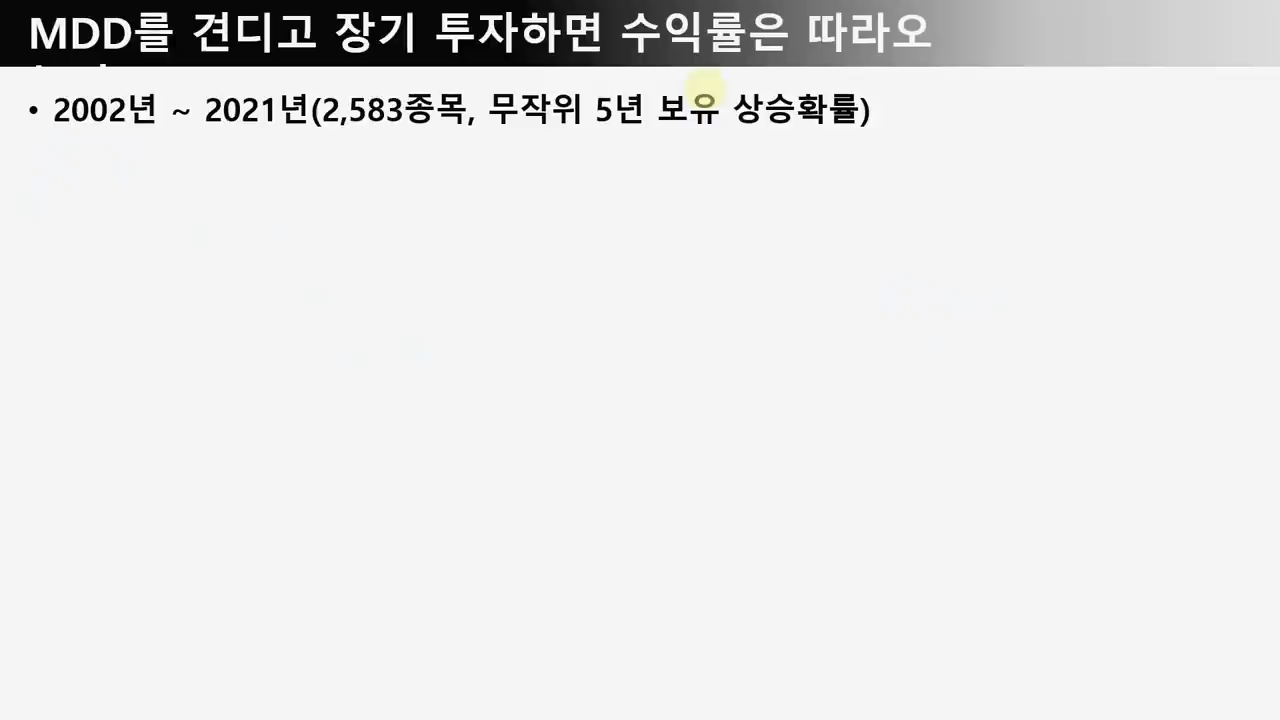 MDD를 견디고 장기 투자하면 수익률은 따라오
• 2002년 ~ 2021년(2,583종목, 무작위 5년 보유 상승확률)